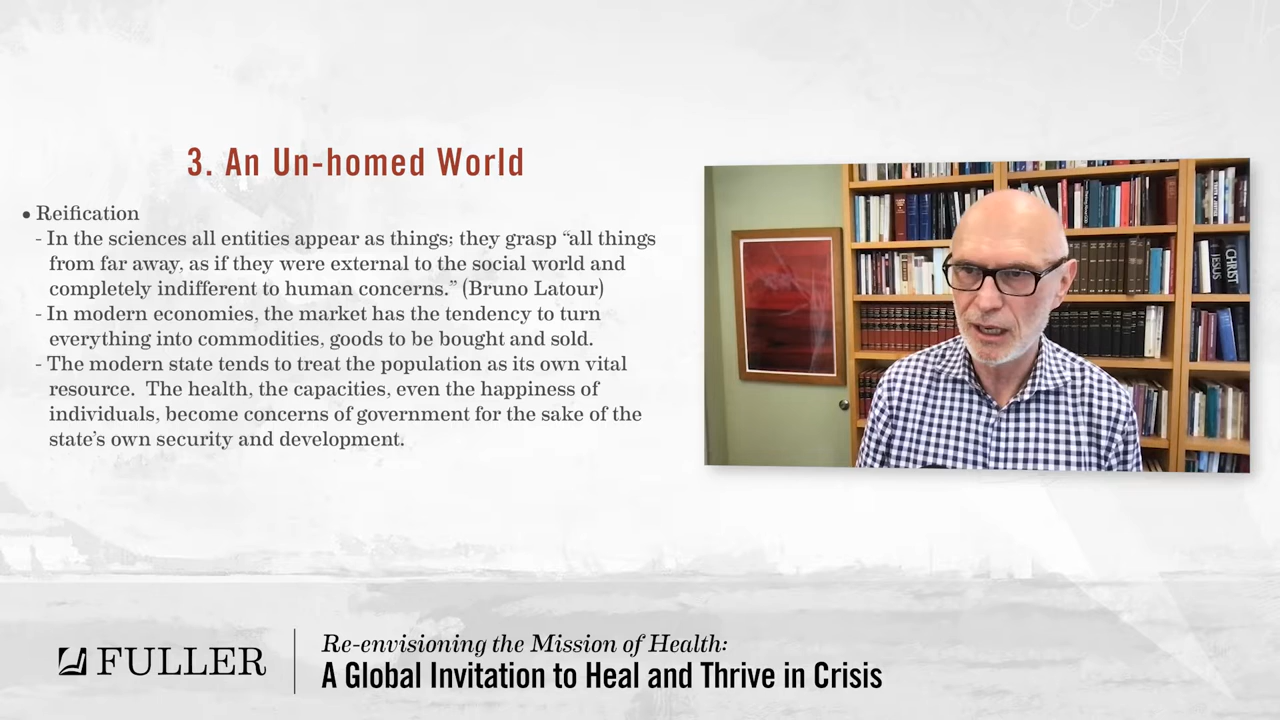 3. An Un-homed World
• Reification
- In the sciences all entities appear as things; they grasp “all things
from far away, as if they were external to the social world and
completely indifferent to human concerns.” (Bruno Latour)
- In modern economies, the market has the tendency to turn
everything into commodities, goods to be bought and sold.
- The modern state tends to treat the population as its own vital
resource. The health, the capacities, even the happiness of
individuals, become concerns of government for the sake of the
state’s own security and development.
CHRIST
JESUS
FULLER
Re-envisioning the Mission of Health:
A Global Invitation to Heal and Thrive in Crisis